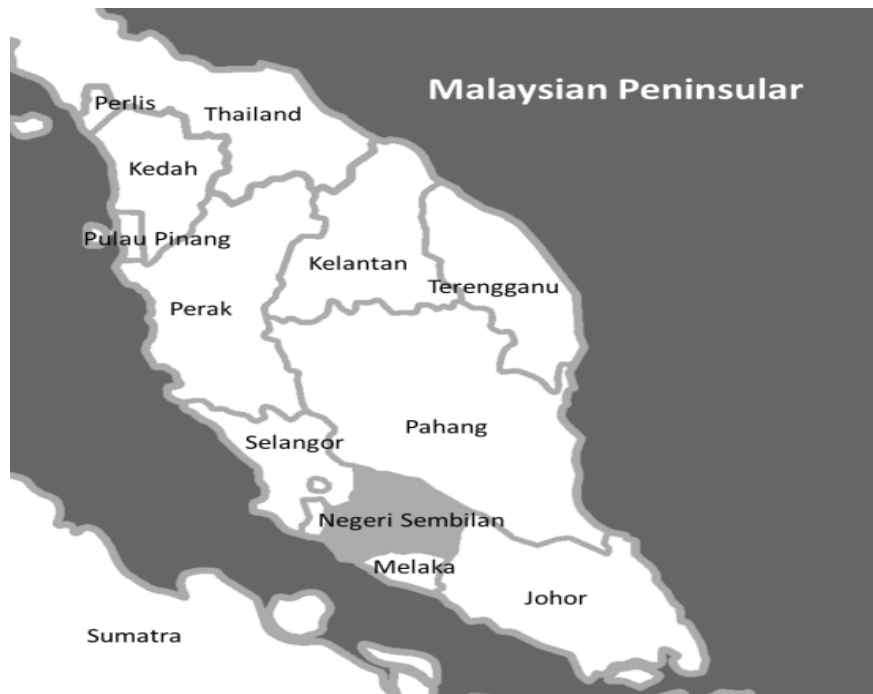 Malaysian Peninsular
Perlis
Thailand
Kedah
Pulau Pinang
Kelantan
Terengganu
Perak
Pahang
Selangor
Negeri Sembilan
Melaka
Johor
Sumatra